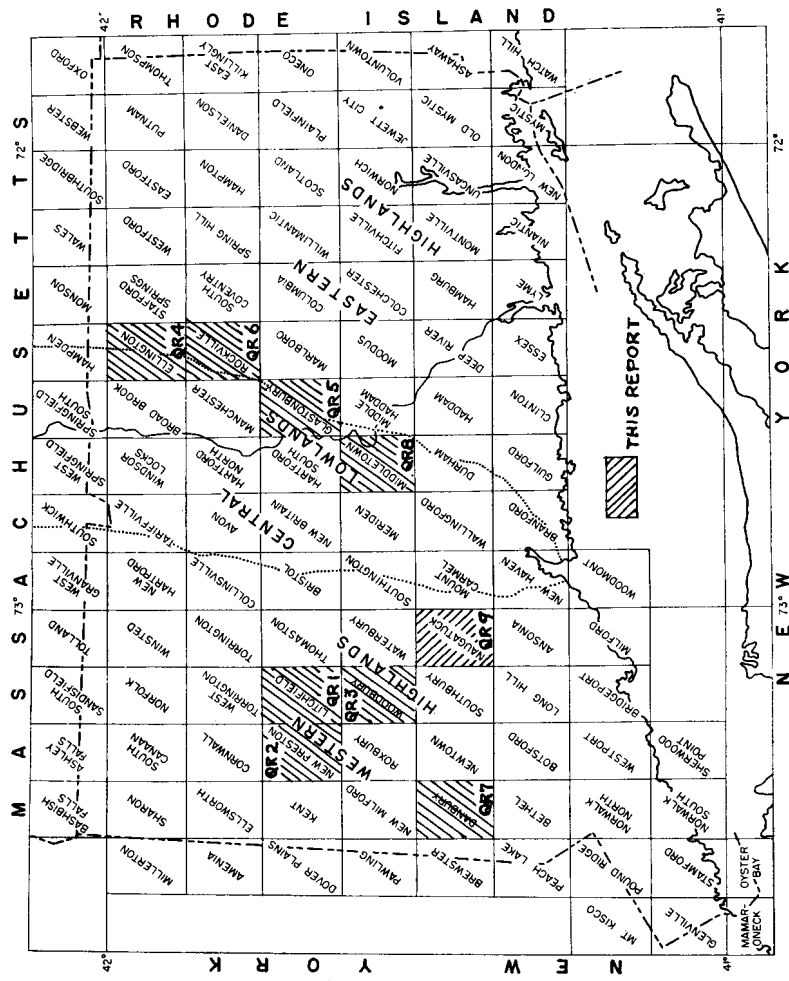 MASSACHUSETTS
RHODE ISLAND
NEW YORK
NEW YORK
73°
72°
42°
42°
BASHBISH
FALLS
ASHLEY
FALLS
SOUTH
SANDISFIELD
TOLLAND
WEST
GRANVILLE
SOUTHWICK
WEST
SPRINGFIELD
SPRINGFIELD
SOUTH
HAMPDEN
MONSON
WALES
SOUTHBRIDGE
WEBSTER
OXFORD
MILLERTON
SHARON
SOUTH
CANAAN
NORFOLK
WINSTED
NEW
HARTFORD
TARIFFVILLE
WINDSOR
LOCKS
BROAD BROOK
ELLINGTON
QR4
STAFFORD
SPRINGS
WESTFORD
EASTFORD
PUTNAM
THOMPSON
AMENIA
ELLSWORTH
CORNWALL
WEST
TORRINGTON
TORRINGTON
COLLINSVILLE
AVON
HARTFORD
NORTH
MANCHESTER
ROCKVILLE
QR6
SOUTH
COVENTRY
SPRING HILL
HAMPTON
DANIELSON
EAST
KILLINGLY
DOVER PLAINS
KENT
QR2
NEW PRESTON
LITCHFIELD
QR1
THOMASTON
BRISTOL
NEW BRITAIN
HARTFORD
SOUTH
GLASTONBURY
QR5
MARLBORO
COLUMBIA
WILLIMANTIC
SCOTLAND
PLAINFIELD
ONECO
WESTERN
HIGHLANDS
CENTRAL
LOWLANDS
EASTERN
HIGHLANDS
PAWLING
NEW MILFORD
ROXBURY
QR3
WOODBURY
WATERBURY
SOUTHINGTON
MERIDEN
MIDDLETOWN
QR8
MIDDLE
HADDAM
MOODUS
COLCHESTER
FITCHVILLE
NORWICH
JEWETT CITY
VOLUNTOWN
BREWSTER
DANBURY
QR7
NEWTOWN
SOUTHBURY
NAUGATUCK
QR9
MOUNT
CARMEL
WALLINGFORD
DURHAM
HADDAM
DEEP RIVER
HAMBURG
MONTVILLE
UNCASVILLE
OLD MYSTIC
ASHAWAY
PEACH LAKE
BETHEL
BOTSFORD
LONG HILL
ANSONIA
NEW HAVEN
BRANFORD
GUILFORD
CLINTON
ESSEX
LYME
NIANTIC
NEW LONDON
MYSTIC
WATCH HILL
MT KISCO
POUND RIDGE
NORWALK
NORTH
WESTPORT
BRIDGEPORT
MILFORD
WOODMONT
THIS REPORT
GLENVILLE
STAMFORD
NORWALK
SOUTH
SHERWOOD
POINT
MAMAR-
ONECK
OYSTER
BAY
41°
41°
73°
72°